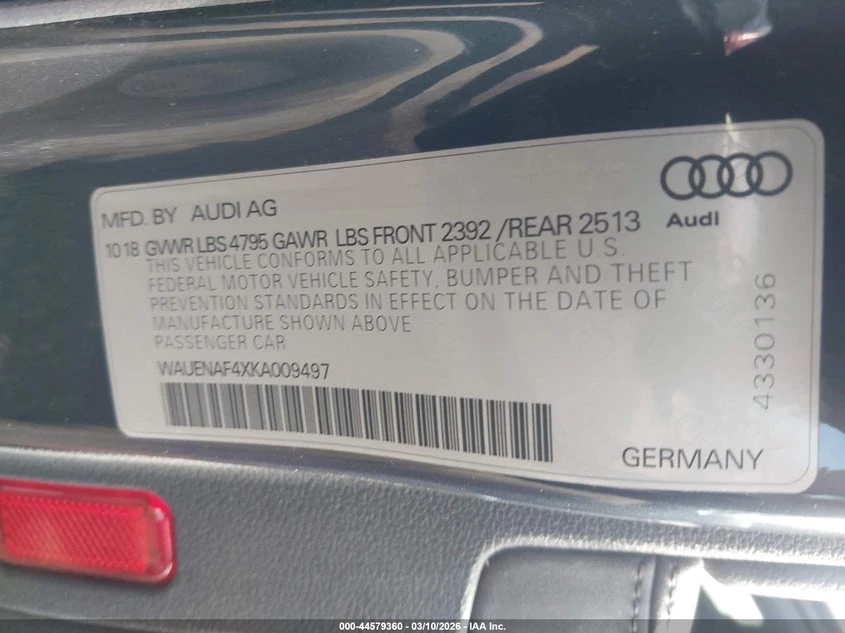 MFD. BY AUDI AG
Audi
10 18 GVWR LBS 4795 GAWR LBS FRONT 2392 /REAR 2513
THIS VEHICLE CONFORMS TO ALL APPLICABLE U.S.
FEDERAL MOTOR VEHICLE SAFETY, BUMPER AND THEFT
PREVENTION STANDARDS IN EFFECT ON THE DATE OF
MANUFACTURE SHOWN ABOVE
PASSENGER CAR
WAUENAF4XKA009497
4330136
GERMANY
000-44579360 — 03/10/2026 — IAA Inc.